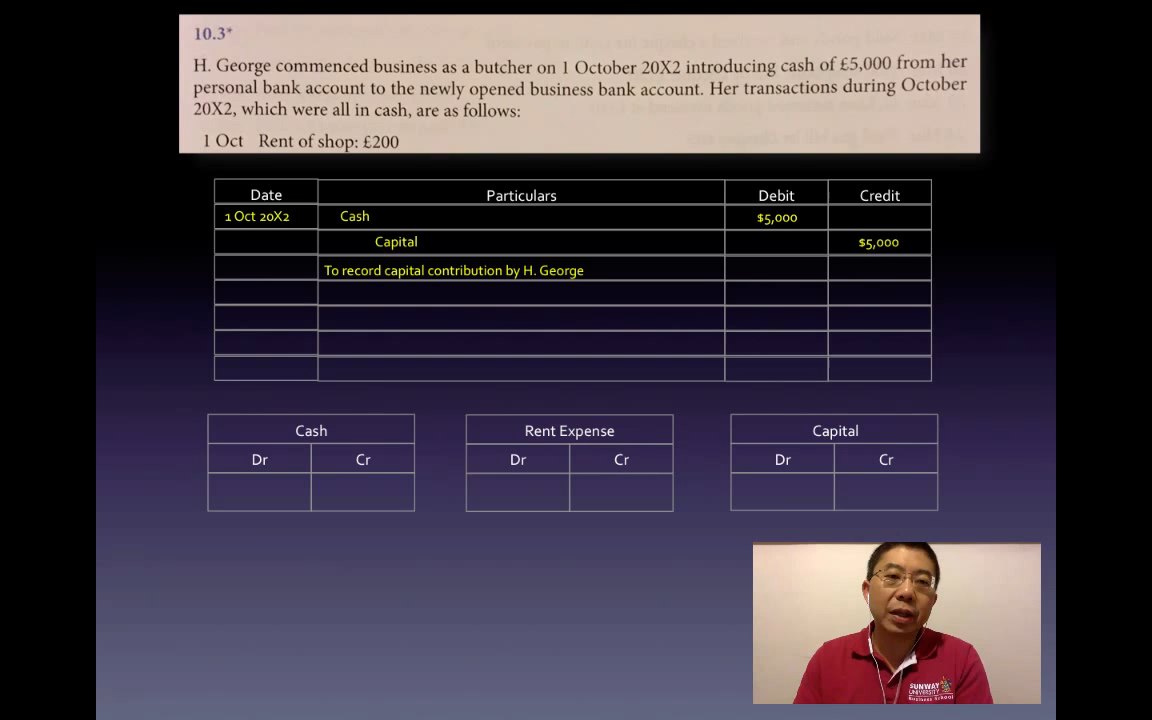 10.3*
H. George commenced business as a butcher on 1 October 20X2 introducing cash of £5,000 from her
personal bank account to the newly opened business bank account. Her transactions during October
20X2, which were all in cash, are as follows:
1 Oct Rent of shop: £200
Date Particulars Debit Credit
1 Oct 20X2 Cash $5,000
Capital $5,000
To record capital contribution by H. George
Cash Rent Expense Capital
Dr Cr Dr Cr Dr Cr
SUNWAY
UNIVERSITY
Business School